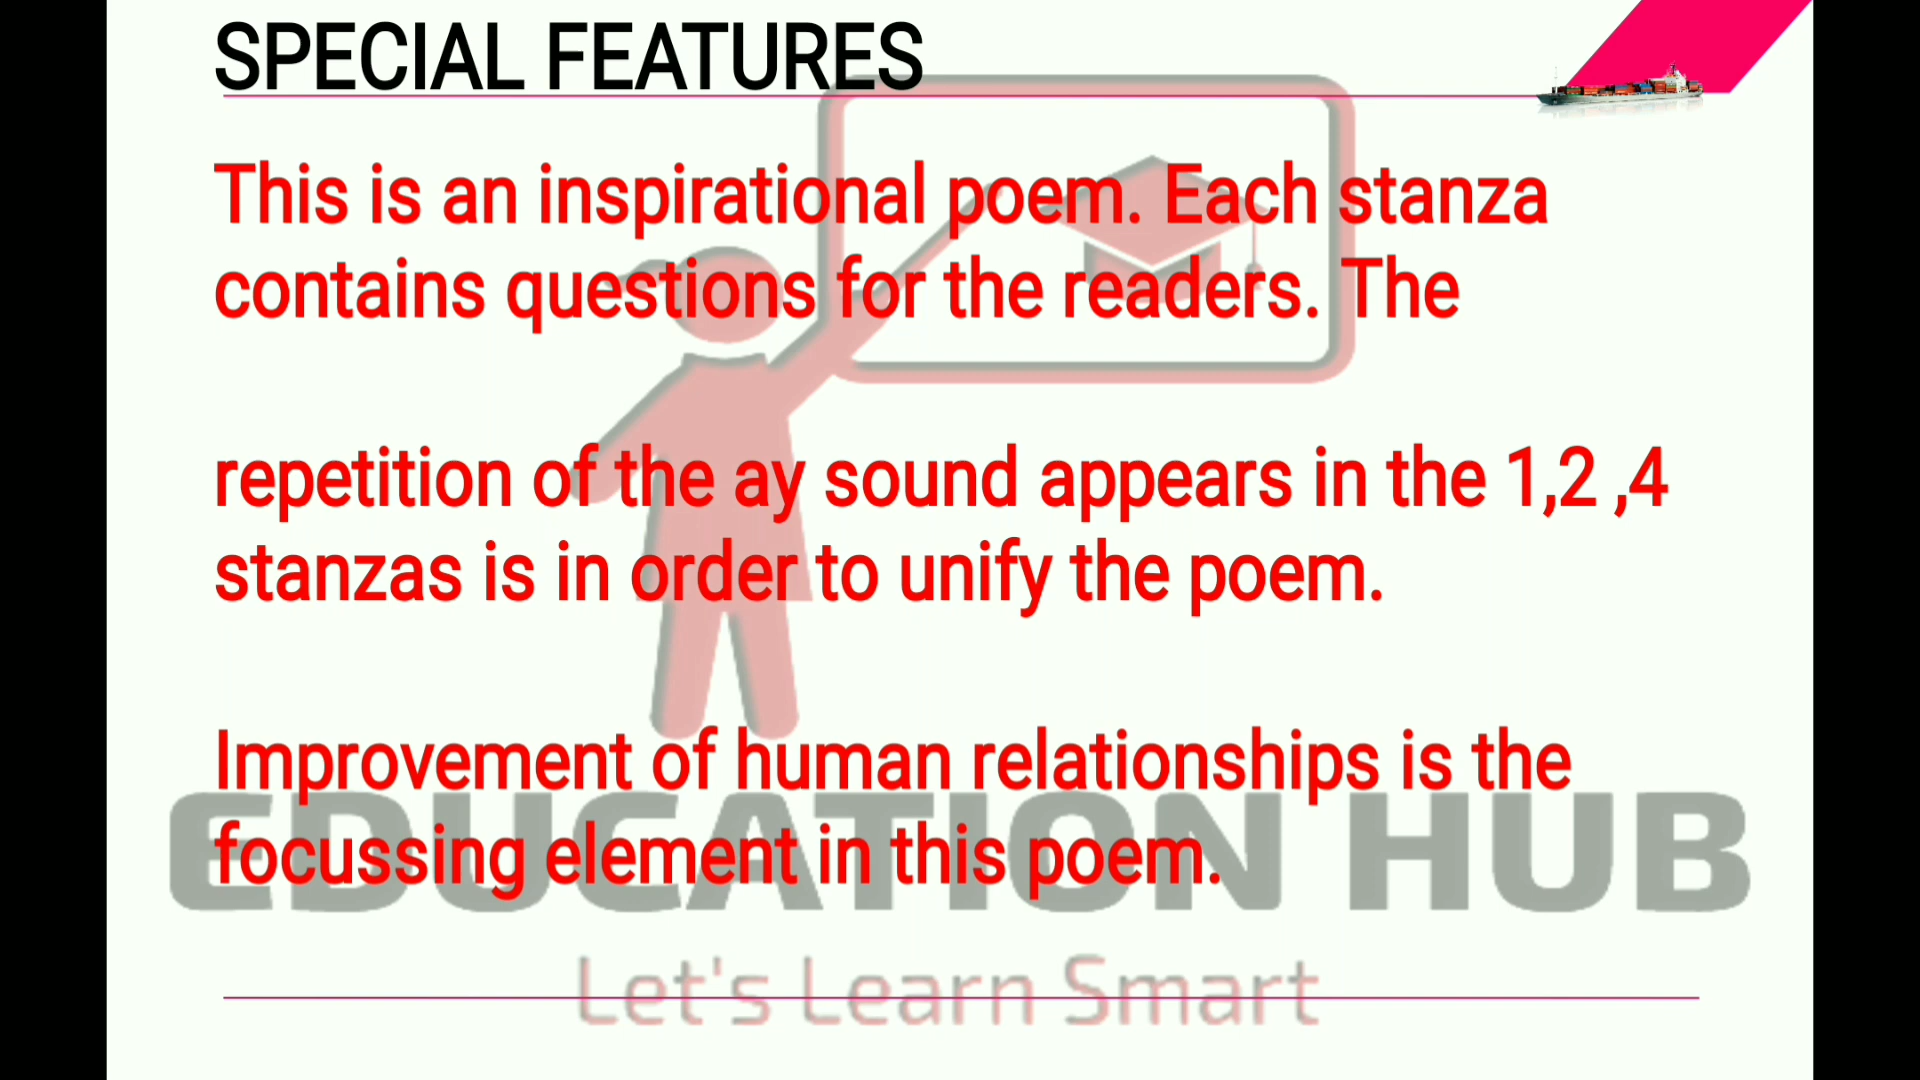 SPECIAL FEATURES
This is an inspirational poem. Each stanza
contains questions for the readers. The
repetition of the ay sound appears in the 1,2 ,4
stanzas is in order to unify the poem.
Improvement of human relationships is the
focussing element in this poem.
EDUCATION HUB
Let's Learn Smart